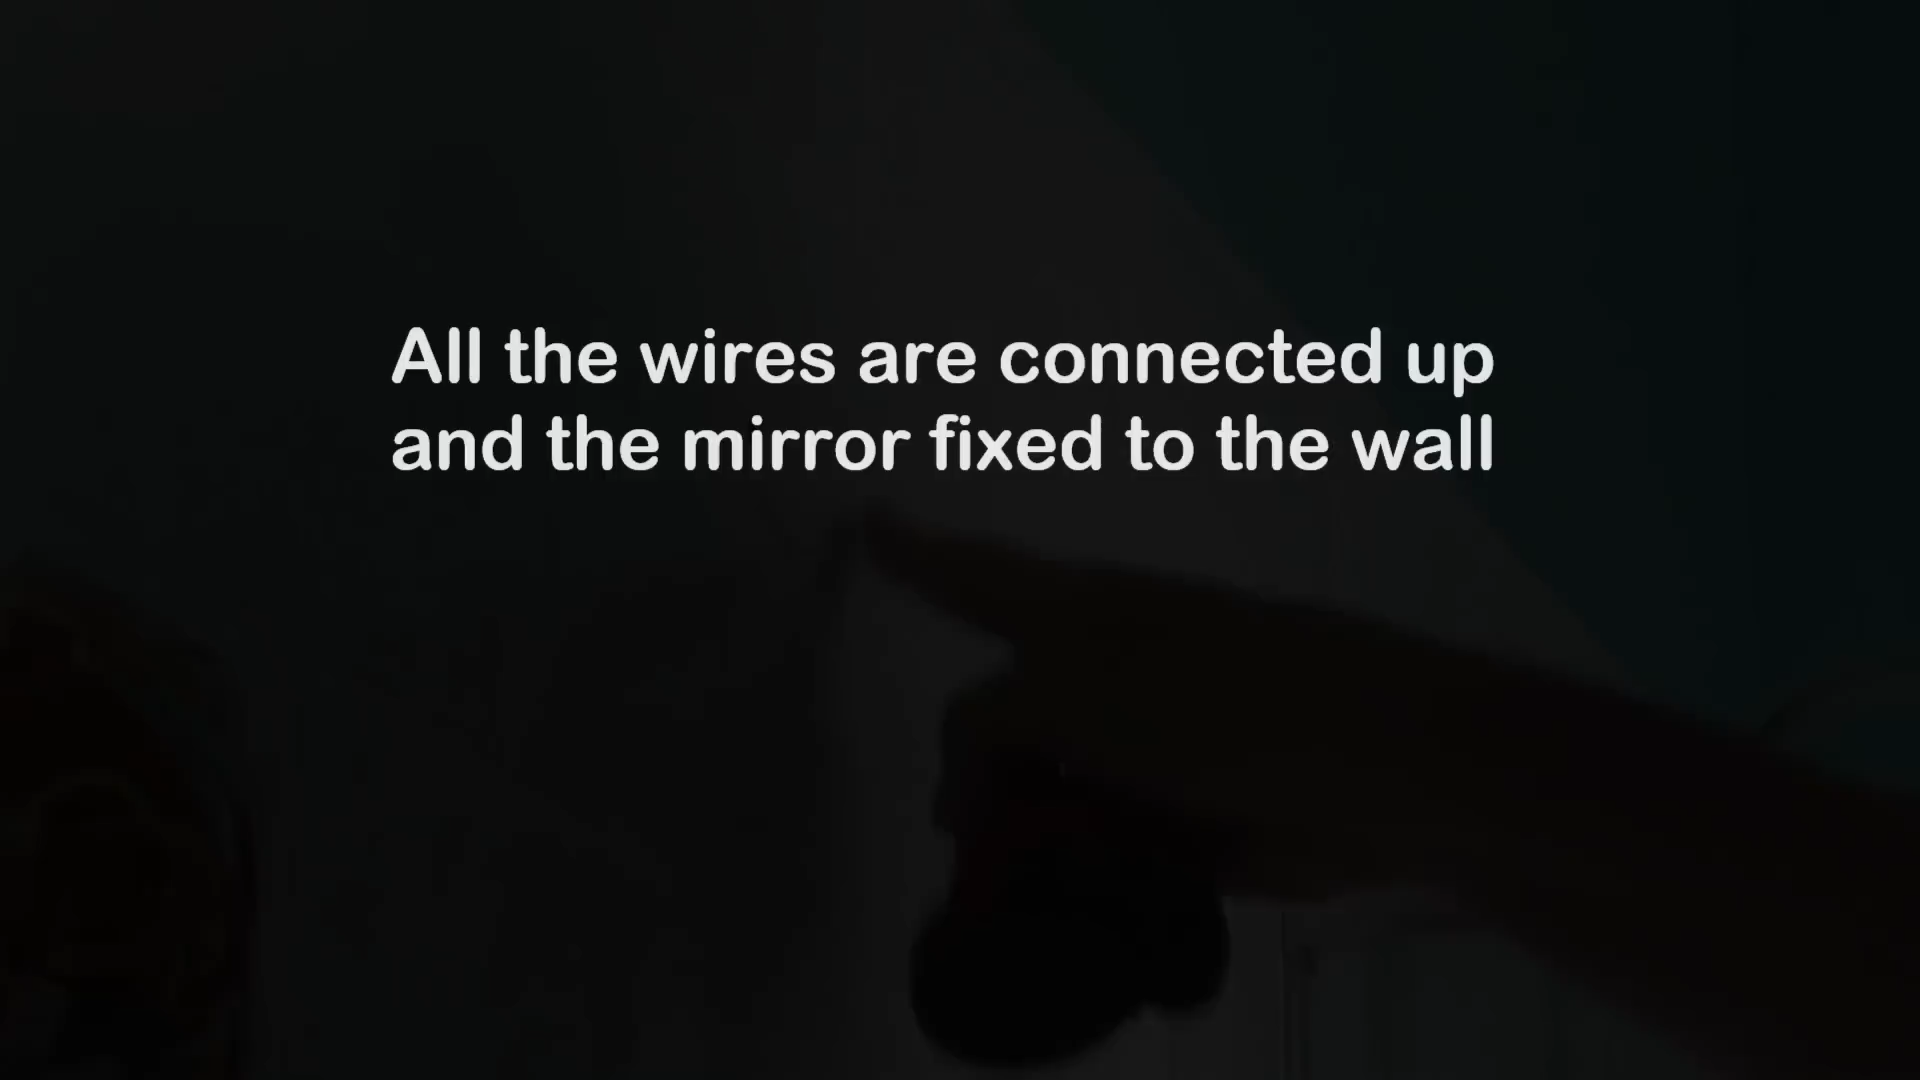 All the wires are connected up
and the mirror fixed to the wall